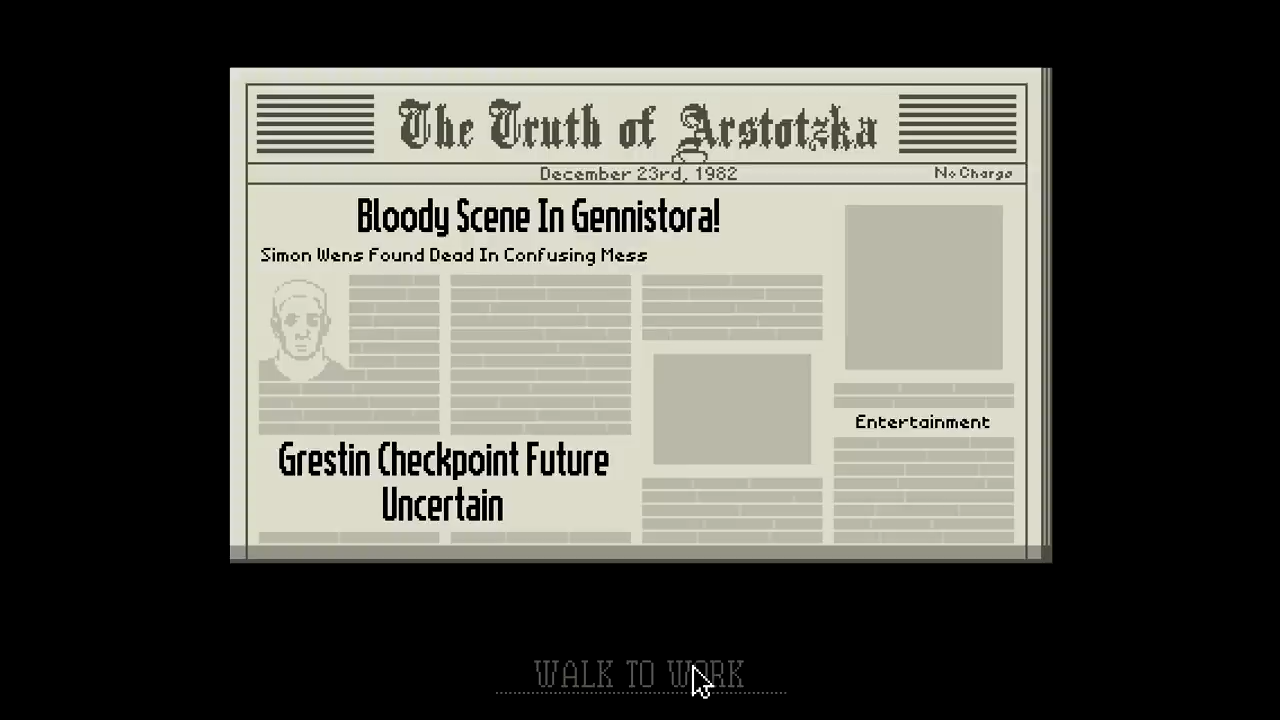 The Truth of Arstotzka
December 23rd, 1982
No Charge
Bloody Scene In Gennistora!
Simon Wens Found Dead In Confusing Mess
Entertainment
Grestin Checkpoint Future
Uncertain
WALK TO WORK